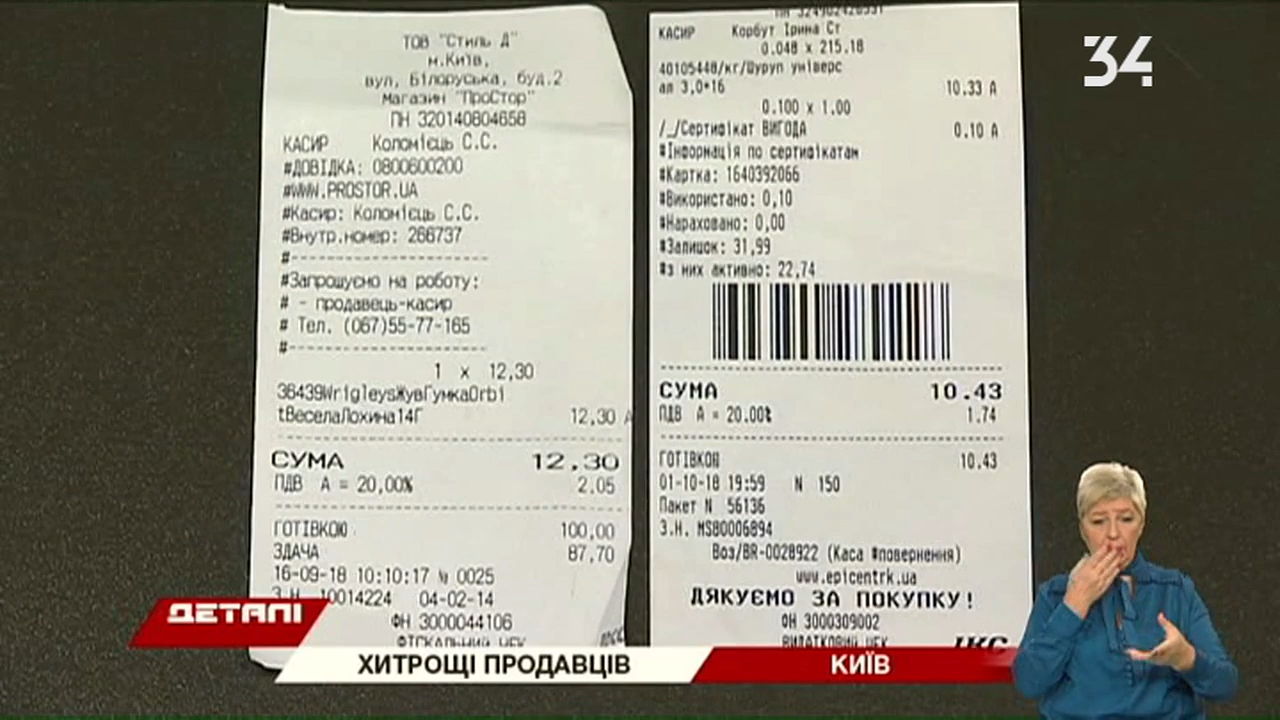 ТОВ "Стиль Д"
м.Київ,
вул, Білоруська, буд.2
Магазин "ПроСтор"
ПН 320140804658
КАСИР Коломієць С.С.
#ДОВІДКА: 0800600200
#WWW.PROSTOR.UA
#Касир: Коломієць С.С.
#Внутр.номер: 266737
#--------------------
#Запрошуємо на роботу:
# - продавець-касир
# Тел. (067)55-77-165
#--------------------
1 x 12,30
36439WrigleysЖувГумкаOrbi
tВеселаЛохина14Г 12,30 А
СУМА 12,30
ПДВ А = 20,00% 2,05
ГОТІВКОЮ 100,00
ЗДАЧА 87,70
16-09-18 10:10:17 № 0025
З.Н. 10014224 04-02-14
ФН 3000044106
ФІСКАЛЬНИЙ ЧЕК
КАСИР Корбут Ірина Ст
0.048 x 215.18
40105448/кг/Шуруп універс
ал 3,0*16 10.33 А
0.100 x 1.00
/_/Сертифікат ВИГОДА 0.10 А
#Інформація по сертифікатам
#Картка: 1640392066
#Використано: 0,10
#Нараховано: 0,00
#Залишок: 31,99
#з них активно: 22,74
СУМА 10.43
ПДВ А = 20.00% 1.74
ГОТІВКОЮ 10.43
01-10-18 19:59 N 150
Пакет N 56136
З.Н. MS80006894
Воз/BR-0028922 (Каса #повернення)
www.epicentrk.ua
ДЯКУЄМО ЗА ПОКУПКУ!
ФН 3000309002
ВИДАТКОВИЙ ЧЕК
34
ДЕТАЛІ
ХИТРОЩІ ПРОДАВЦІВ
КИЇВ